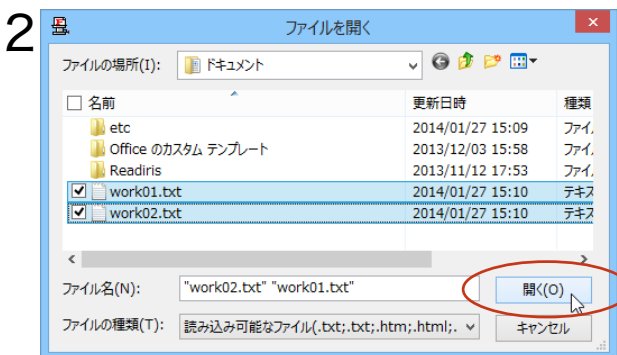 2
ファイルを開く
ファイルの場所(I): ドキュメント
名前 更新日時 種類
etc 2014/01/27 15:09 ファイ
Office のカスタム テンプレート 2013/12/03 15:58 ファイ
Readiris 2013/11/12 17:53 ファイ
work01.txt 2014/01/27 15:10 テキス
work02.txt 2014/01/27 15:10 テキス
ファイル名(N): "work02.txt" "work01.txt" 開く(O)
ファイルの種類(T): 読み込み可能なファイル(.txt;.txt;.htm;.html;. キャンセル